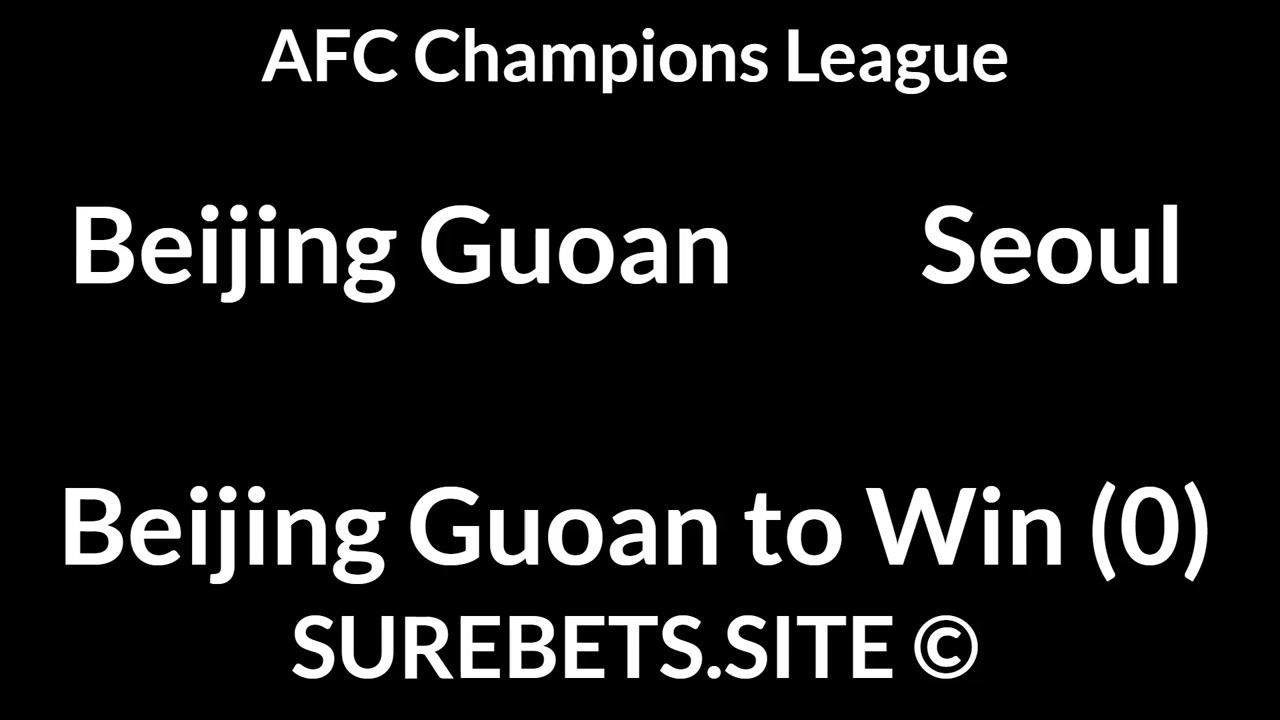 AFC Champions League
Beijing Guoan Seoul
Beijing Guoan to Win (0)
SUREBETS.SITE ©